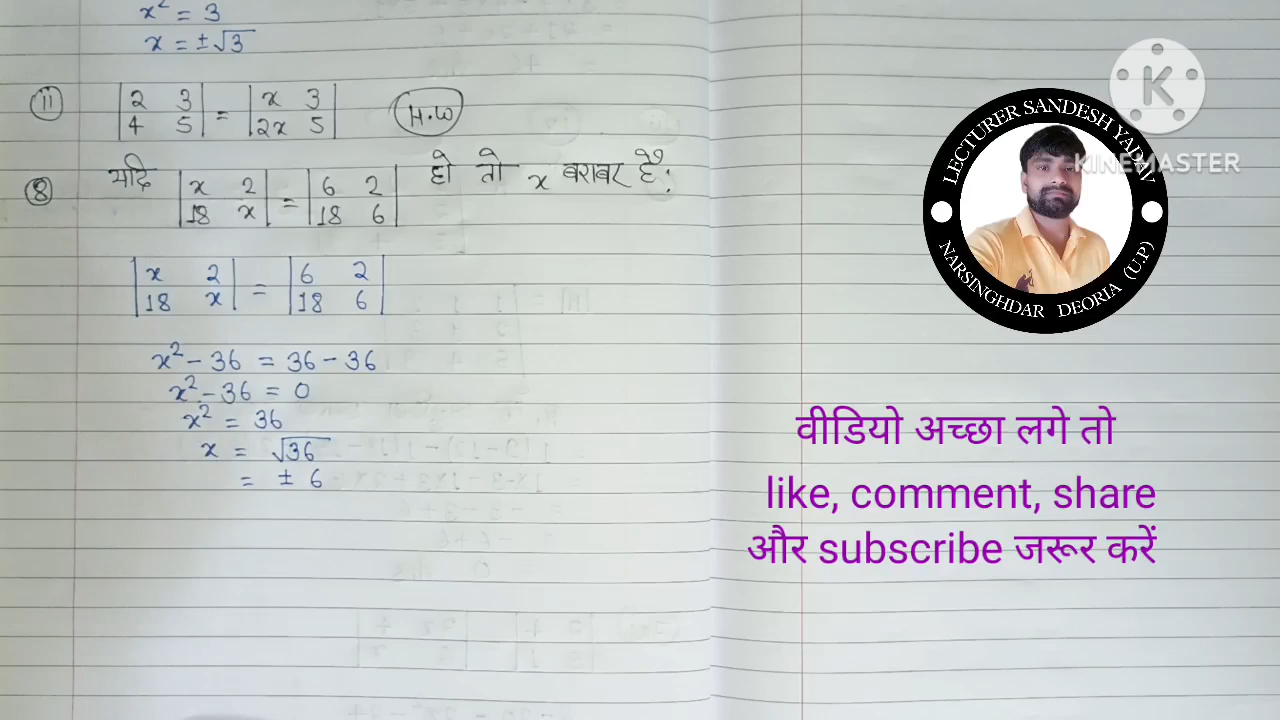 x² = 3
x = ±√3
(ii) |2 3| = |x 3| H.W
|4 5| |2x 5|
(8) यदि |x 2| = |6 2| हो तो x बराबर है?
|18 x| |18 6|
|x 2| = |6 2|
|18 x| |18 6|
x² - 36 = 36 - 36
x² - 36 = 0
x² = 36
x = √36
= ± 6
K
KINEMASTER
LECTURER SANDESH YADAV
NARSINGHDAR DEORIA (U.P)
वीडियो अच्छा लगे तो
like, comment, share
और subscribe जरूर करें